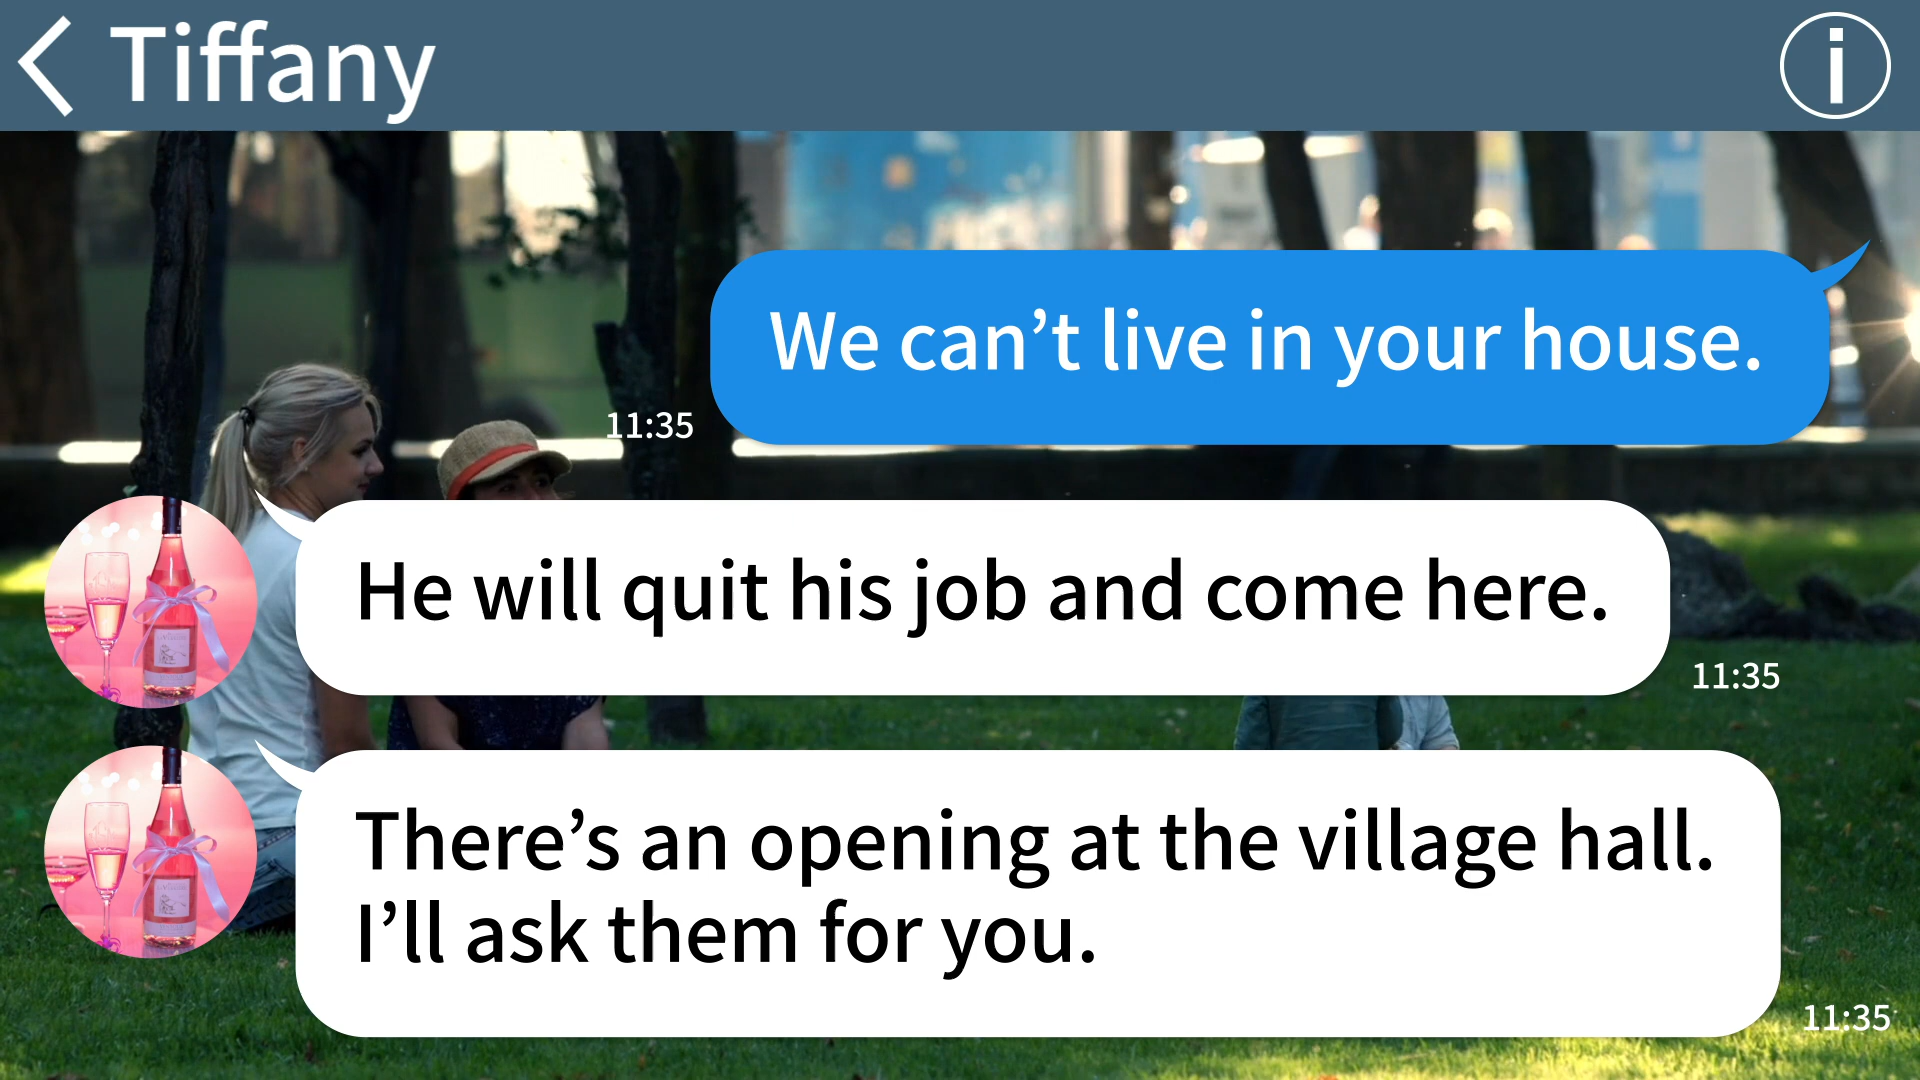 Tiffany
We can’t live in your house.
11:35
He will quit his job and come here.
11:35
There’s an opening at the village hall.
I’ll ask them for you.
11:35